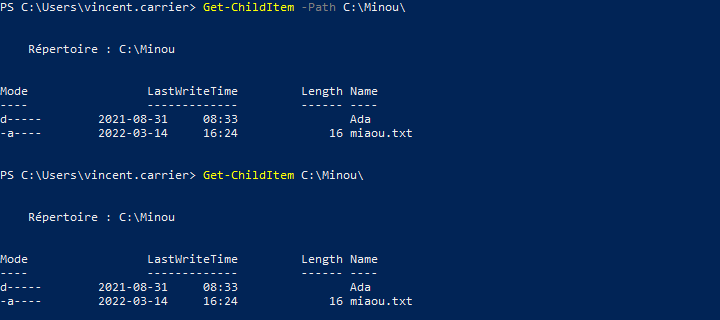 PS C:\Users\vincent.carrier> Get-ChildItem -Path C:\Minou\
Répertoire : C:\Minou
Mode                 LastWriteTime         Length Name
----                 -------------         ------ ----
d-----        2021-08-31     08:33                Ada
-a----        2022-03-14     16:24             16 miaou.txt
PS C:\Users\vincent.carrier> Get-ChildItem C:\Minou\
Répertoire : C:\Minou
Mode                 LastWriteTime         Length Name
----                 -------------         ------ ----
d-----        2021-08-31     08:33                Ada
-a----        2022-03-14     16:24             16 miaou.txt